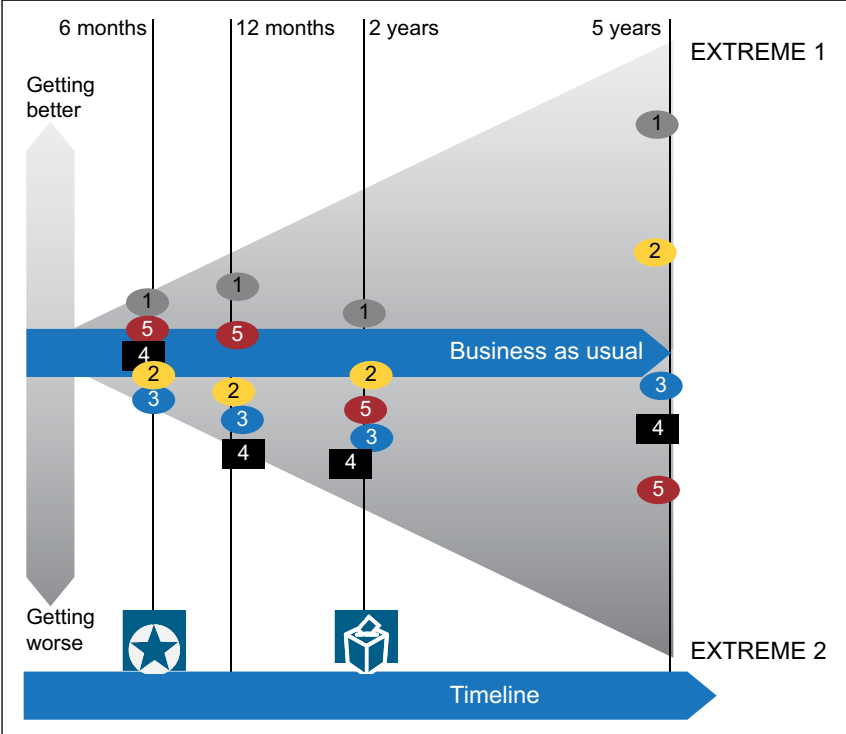 6 months
12 months
2 years
5 years
EXTREME 1
Getting
better
1
1
2
1
1
5
5
4
Business as usual
2
2
2
3
3
5
3
4
3
4
4
5
Getting
worse
EXTREME 2
Timeline